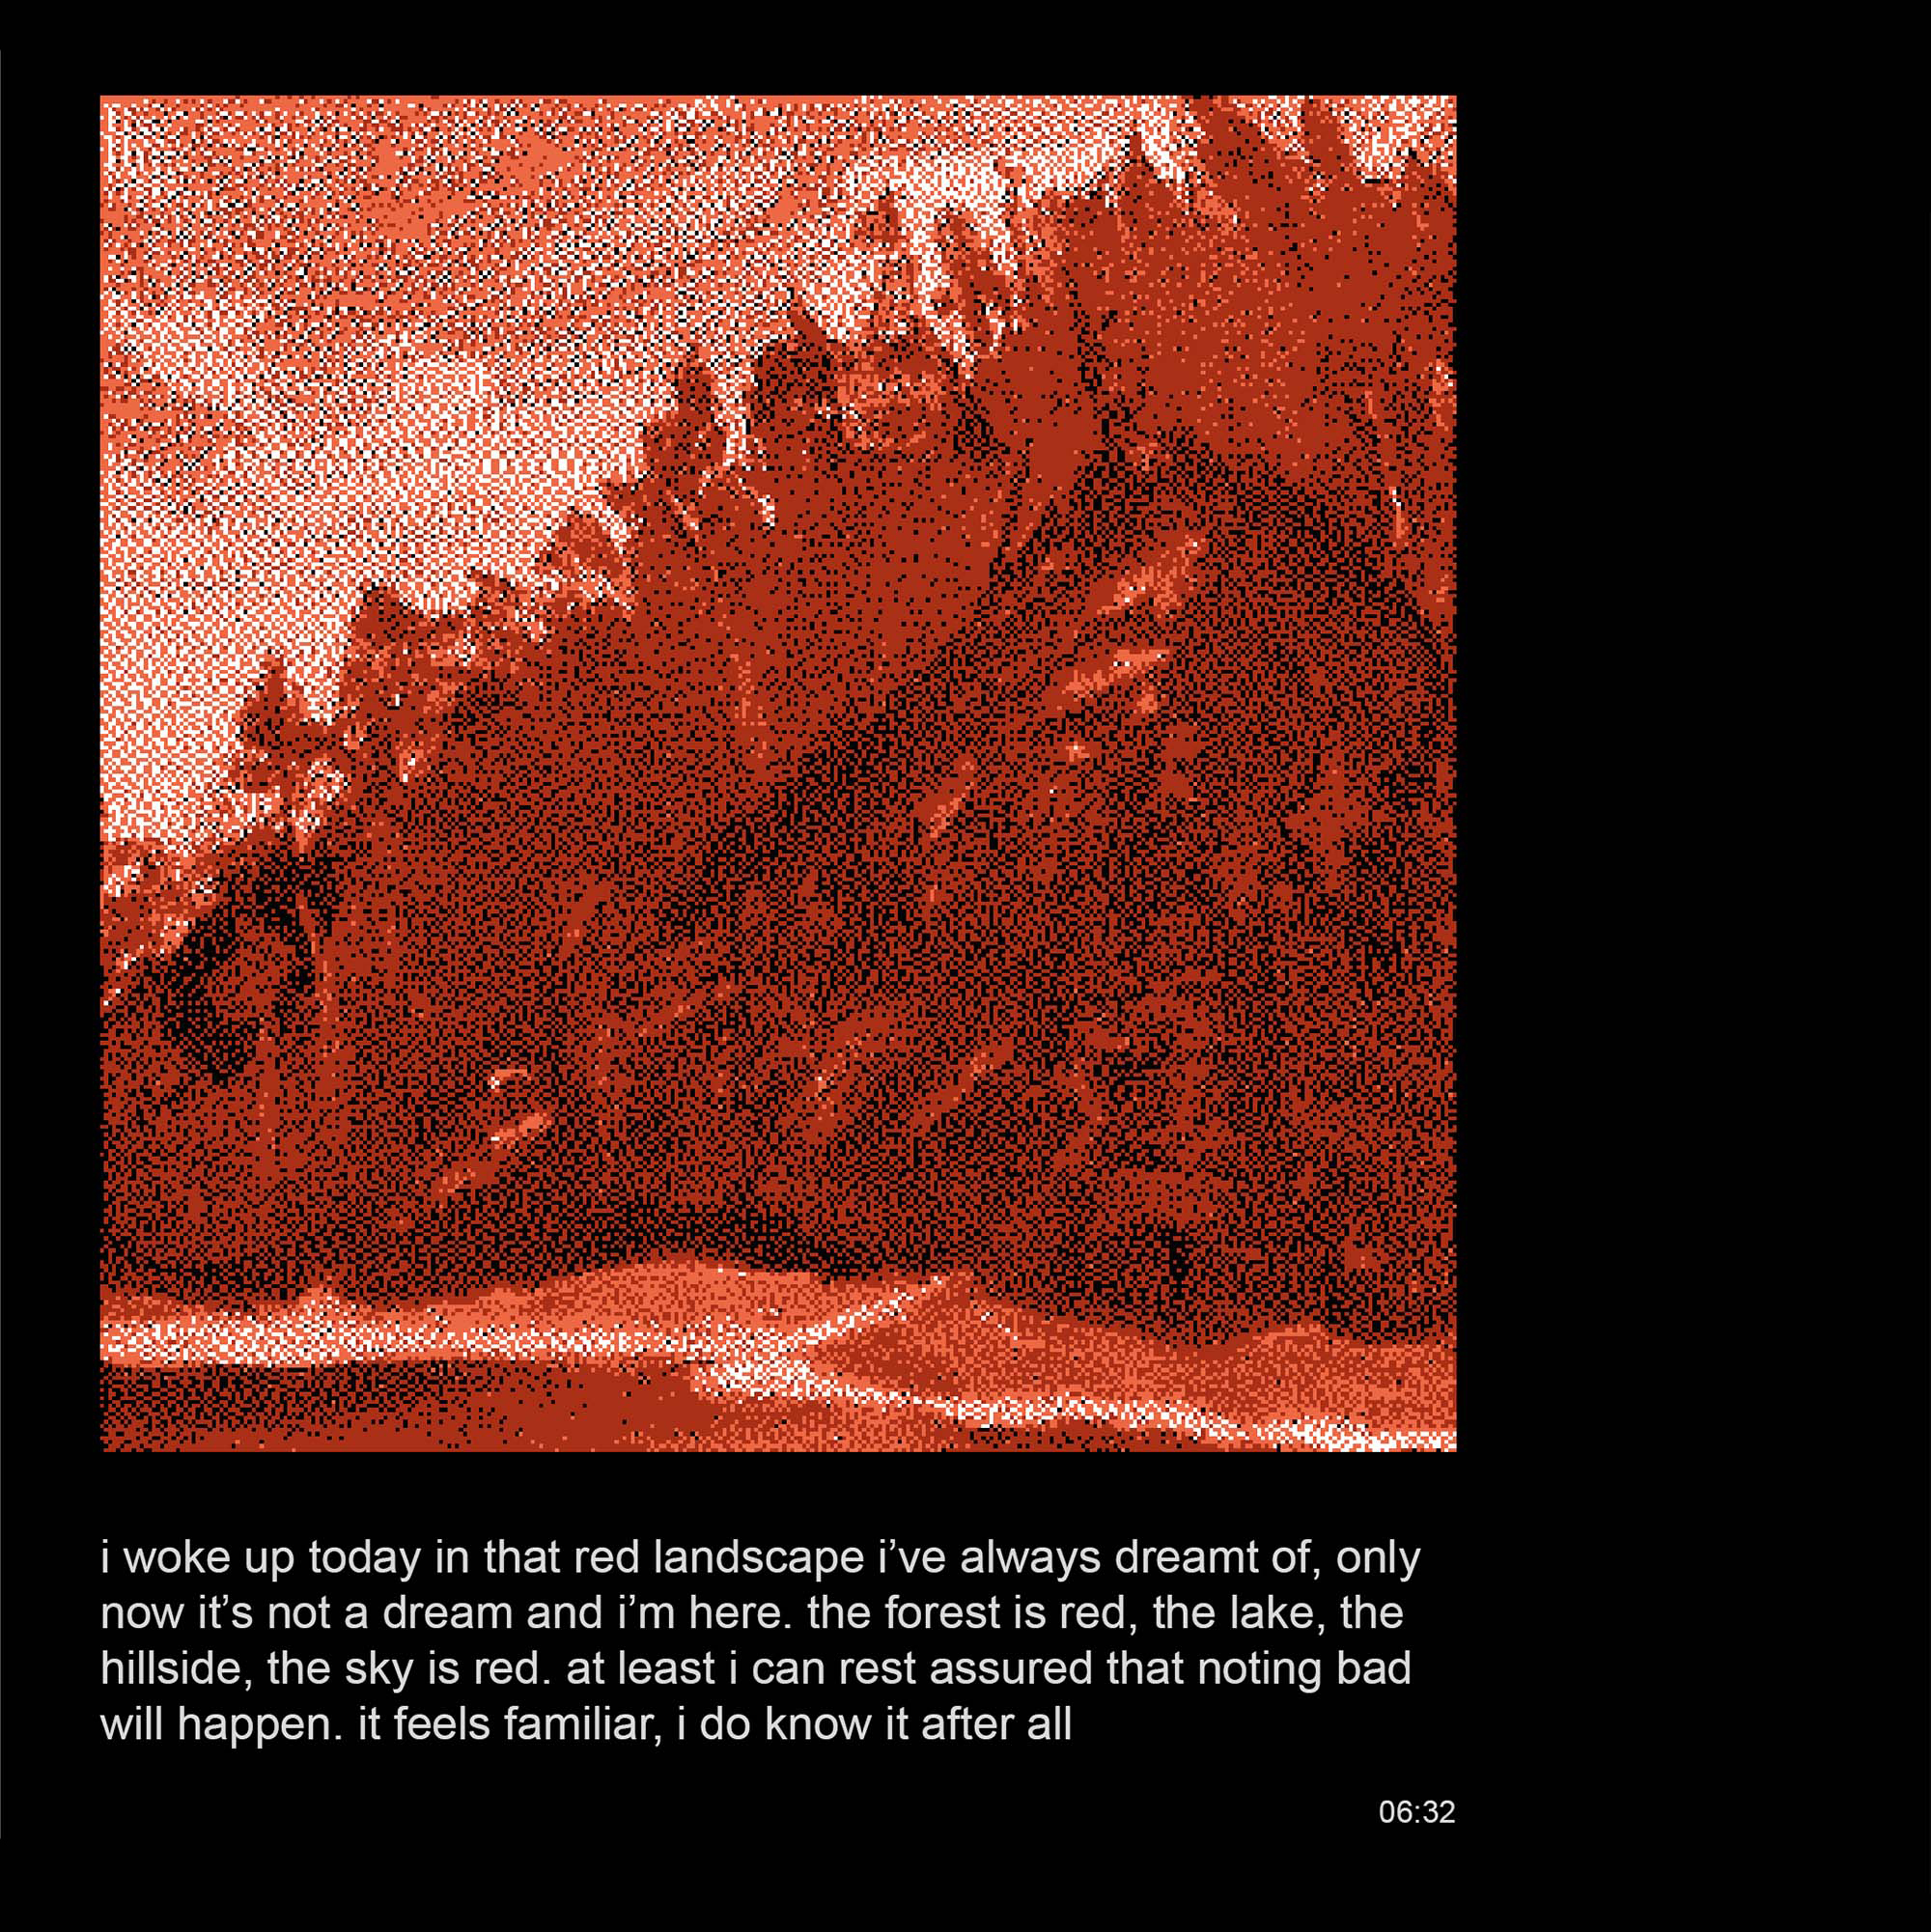 i woke up today in that red landscape i’ve always dreamt of, only
now it’s not a dream and i’m here. the forest is red, the lake, the
hillside, the sky is red. at least i can rest assured that noting bad
will happen. it feels familiar, i do know it after all
06:32